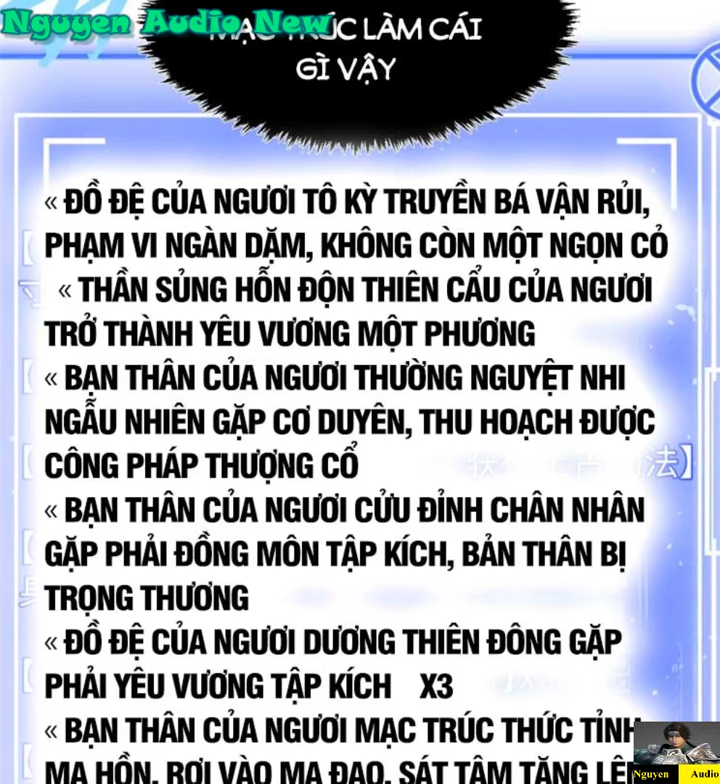 Nguyen Audio New
MẠC TRÚC LÀM CÁI
GÌ VẬY
« ĐỒ ĐỆ CỦA NGƯƠI TÔ KỲ TRUYỀN BÁ VẬN RỦI,
PHẠM VI NGÀN DẶM, KHÔNG CÒN MỘT NGỌN CỎ
« THẦN SỦNG HỖN ĐỘN THIÊN CẨU CỦA NGƯƠI
TRỞ THÀNH YÊU VƯƠNG MỘT PHƯƠNG
« BẠN THÂN CỦA NGƯƠI THƯỜNG NGUYỆT NHI
NGẪU NHIÊN GẶP CƠ DUYÊN, THU HOẠCH ĐƯỢC
CÔNG PHÁP THƯỢNG CỔ
法】
« BẠN THÂN CỦA NGƯƠI CỬU ĐỈNH CHÂN NHÂN
GẶP PHẢI ĐỒNG MÔN TẬP KÍCH, BẢN THÂN BỊ
TRỌNG THƯƠNG
« ĐỒ ĐỆ CỦA NGƯƠI DƯƠNG THIÊN ĐÔNG GẶP
PHẢI YÊU VƯƠNG TẬP KÍCH X3
« BẠN THÂN CỦA NGƯƠI MẠC TRÚC THỨC TỈNH
MA HỒN, RƠI VÀO MA ĐẠO, SÁT TÂM TĂNG LÊN
Nguyen Audio